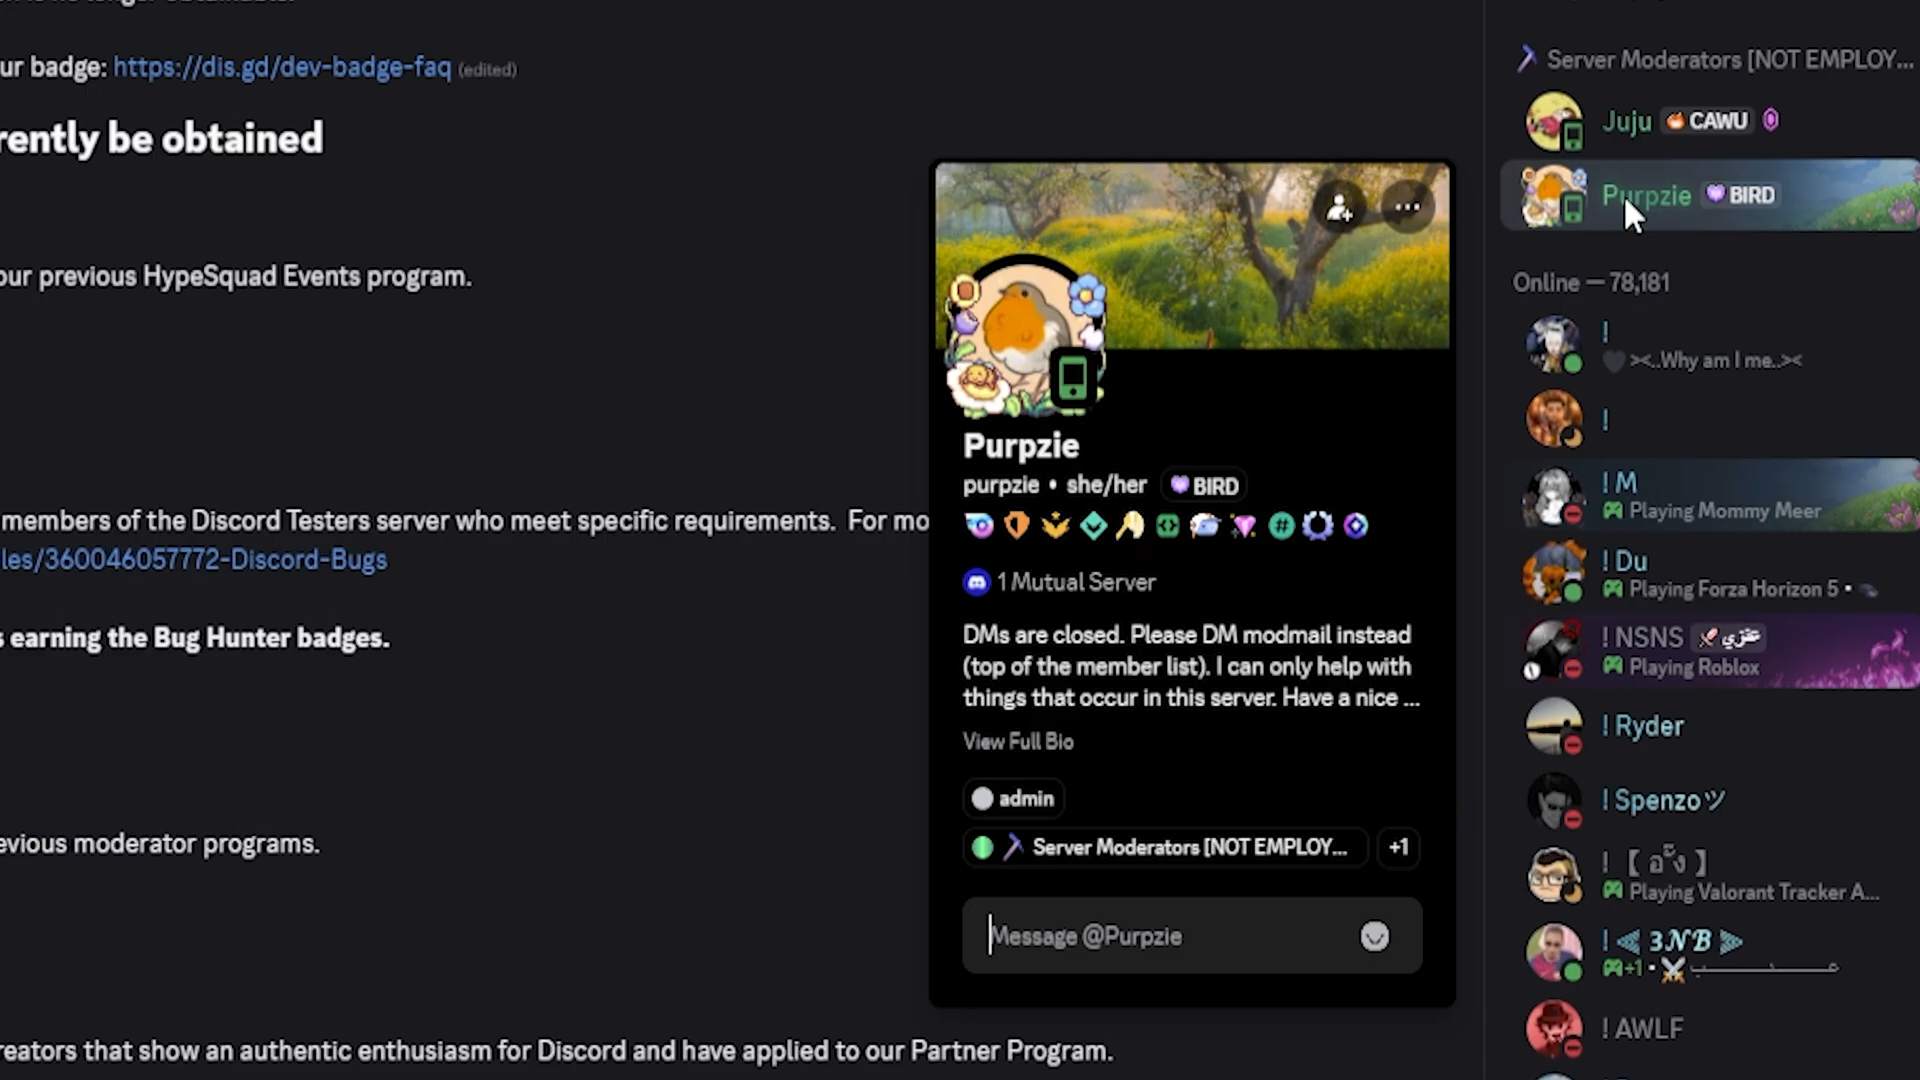 ur badge: https://dis.gd/dev-badge-faq (edited)
rently be obtained
our previous HypeSquad Events program.
members of the Discord Testers server who meet specific requirements. For mo
les/360046057772-Discord-Bugs
s earning the Bug Hunter badges.
evious moderator programs.
reators that show an authentic enthusiasm for Discord and have applied to our Partner Program.
Purpzie
purpzie • she/her BIRD
1 Mutual Server
DMs are closed. Please DM modmail instead
(top of the member list). I can only help with
things that occur in this server. Have a nice ...
View Full Bio
admin
Server Moderators [NOT EMPLOY...
+1
Message @Purpzie
Server Moderators [NOT EMPLOY...
Juju CAWU
Purpzie BIRD
Online — 78,181
!
><..Why am I me..><
!
! M
Playing Mommy Meer
! Du
Playing Forza Horizon 5 •
! NSNS
Playing Roblox
! Ryder
! Spenzoツ
Playing Valorant Tracker A...
! ⫷ 3𝓝𝓑 ⫸
+1 •
! AWLF